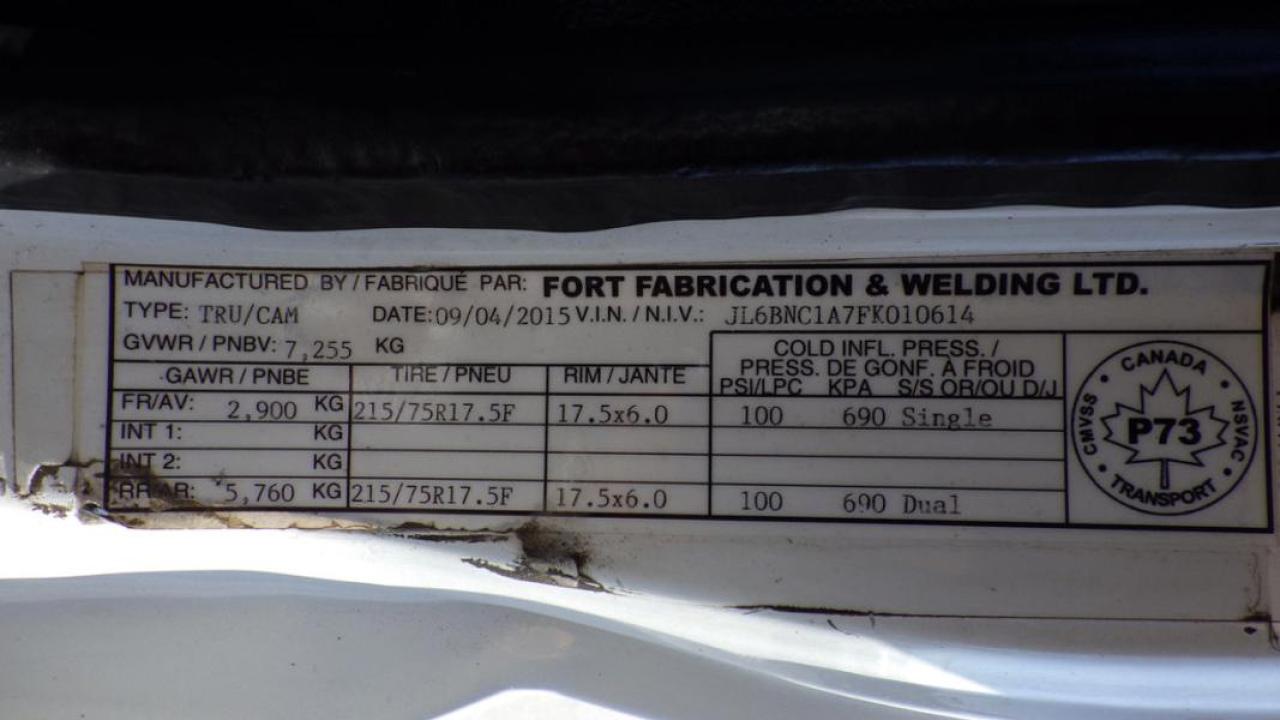 MANUFACTURED BY / FABRIQUÉ PAR: FORT FABRICATION & WELDING LTD.
TYPE: TRU/CAM DATE: 09/04/2015 V.I.N. / N.I.V.: JL6BNC1A7FK010614
GVWR / PNBV: 7,255 KG
COLD INFL. PRESS. /
PRESS. DE GONF. À FROID
GAWR / PNBE TIRE / PNEU RIM / JANTE PSI/LPC KPA S/S OR/OU D/J
FR/AV: 2,900 KG 215/75R17.5F 17.5x6.0 100 690 Single
INT 1: KG
INT 2: KG
RR/AR: 5,760 KG 215/75R17.5F 17.5x6.0 100 690 Dual
CANADA
CMVSS P73 NSVAC
TRANSPORT